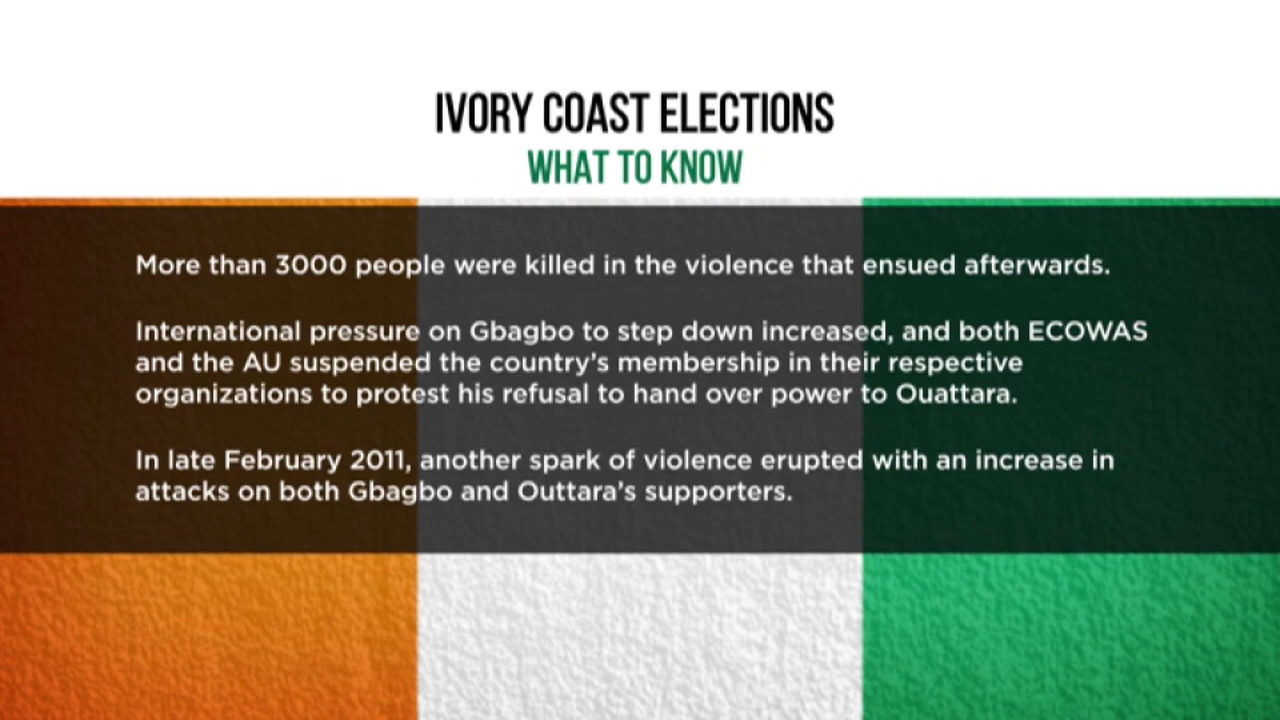 IVORY COAST ELECTIONS
WHAT TO KNOW
More than 3000 people were killed in the violence that ensued afterwards.
International pressure on Gbagbo to step down increased, and both ECOWAS
and the AU suspended the country's membership in their respective
organizations to protest his refusal to hand over power to Ouattara.
In late February 2011, another spark of violence erupted with an increase in
attacks on both Gbagbo and Outtara's supporters.